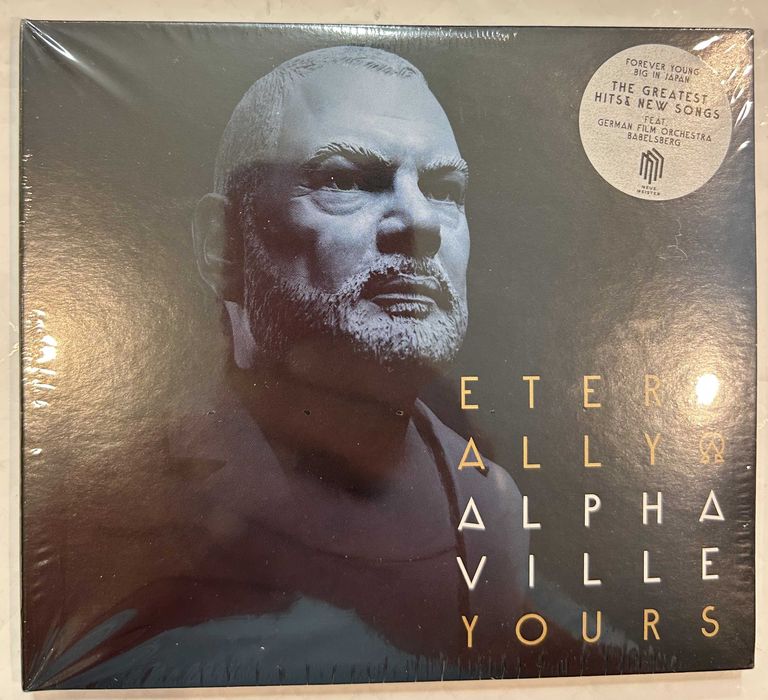 FOREVER YOUNG
BIG IN JAPAN
THE GREATEST
HITS& NEW SONGS
FEAT.
GERMAN FILM ORCHESTRA
BABELSBERG
NEUE
MEISTER
ETER
ALLY
ALPHA
VILLE
YOURS